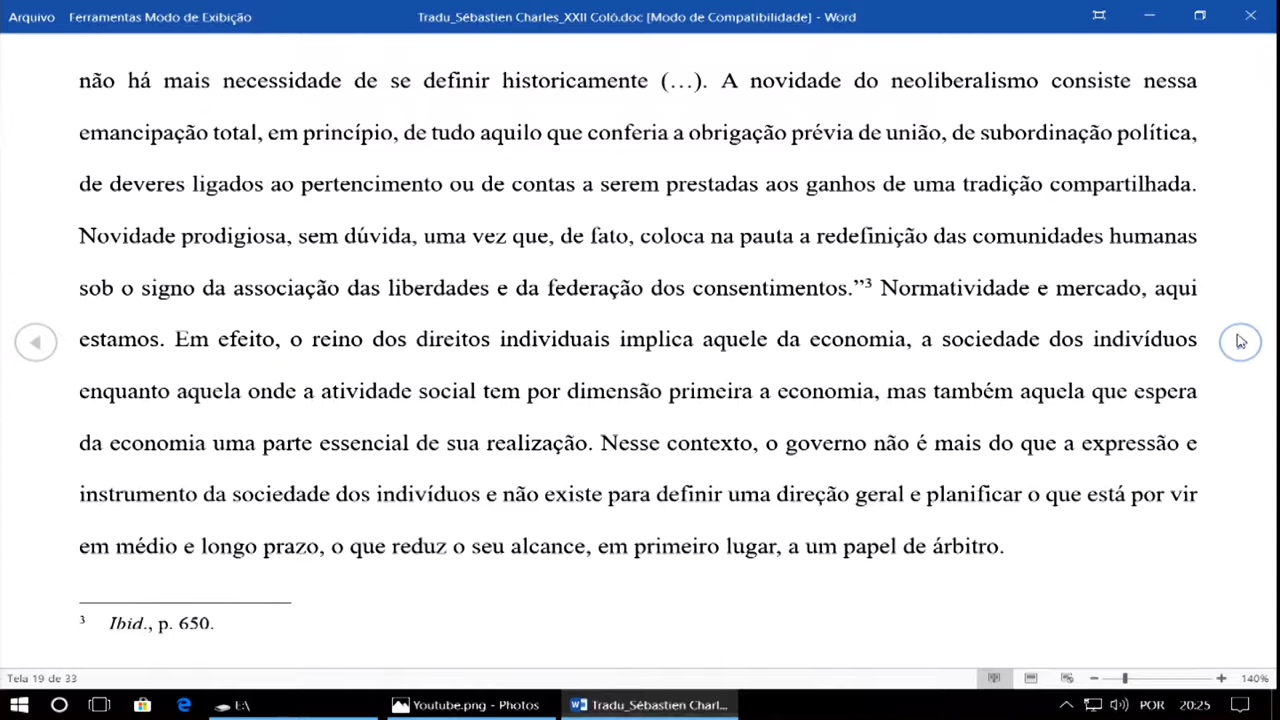 Arquivo Ferramentas Modo de Exibição Tradu_Sébastien Charles_XXII Coló.doc [Modo de Compatibilidade] - Word
não há mais necessidade de se definir historicamente (…). A novidade do neoliberalismo consiste nessa
emancipação total, em princípio, de tudo aquilo que conferia a obrigação prévia de união, de subordinação política,
de deveres ligados ao pertencimento ou de contas a serem prestadas aos ganhos de uma tradição compartilhada.
Novidade prodigiosa, sem dúvida, uma vez que, de fato, coloca na pauta a redefinição das comunidades humanas
sob o signo da associação das liberdades e da federação dos consentimentos.”³ Normatividade e mercado, aqui
estamos. Em efeito, o reino dos direitos individuais implica aquele da economia, a sociedade dos indivíduos
enquanto aquela onde a atividade social tem por dimensão primeira a economia, mas também aquela que espera
da economia uma parte essencial de sua realização. Nesse contexto, o governo não é mais do que a expressão e
instrumento da sociedade dos indivíduos e não existe para definir uma direção geral e planificar o que está por vir
em médio e longo prazo, o que reduz o seu alcance, em primeiro lugar, a um papel de árbitro.
³ Ibid., p. 650.
Tela 19 de 33 140%
E:\ Youtube.png - Photos Tradu_Sébastien Charl... POR 20:25